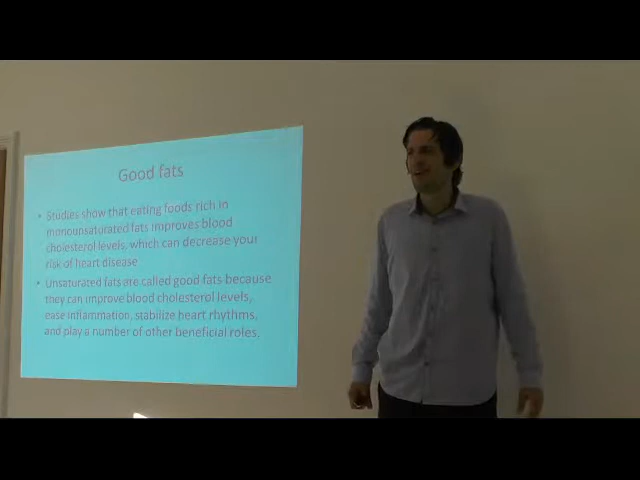 Good fats
• Studies show that eating foods rich in
monounsaturated fats improves blood
cholesterol levels, which can decrease your
risk of heart disease
• Unsaturated fats are called good fats because
they can improve blood cholesterol levels,
ease inflammation, stabilize heart rhythms,
and play a number of other beneficial roles.